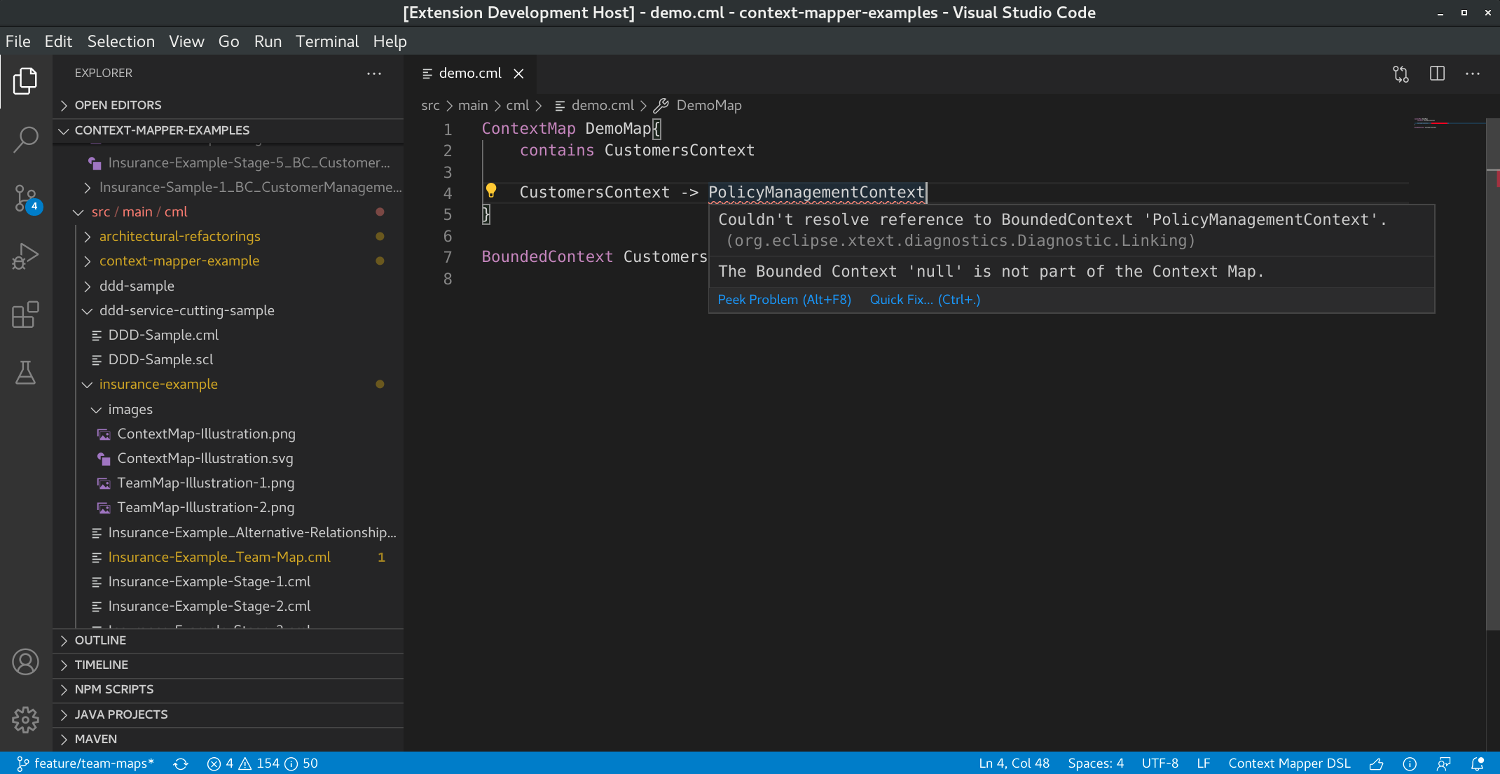 [Extension Development Host] - demo.cml - context-mapper-examples - Visual Studio Code
File Edit Selection View Go Run Terminal Help
EXPLORER
OPEN EDITORS
CONTEXT-MAPPER-EXAMPLES
Insurance-Example-Stage-5_BC_Customer...
Insurance-Sample-1_BC_CustomerManageme...
src / main / cml
architectural-refactorings
context-mapper-example
ddd-sample
ddd-service-cutting-sample
DDD-Sample.cml
DDD-Sample.scl
insurance-example
images
ContextMap-Illustration.png
ContextMap-Illustration.svg
TeamMap-Illustration-1.png
TeamMap-Illustration-2.png
Insurance-Example_Alternative-Relationship...
Insurance-Example_Team-Map.cml 1
Insurance-Example-Stage-1.cml
Insurance-Example-Stage-2.cml
OUTLINE
TIMELINE
NPM SCRIPTS
JAVA PROJECTS
MAVEN
4
demo.cml
src > main > cml > demo.cml > DemoMap
1 ContextMap DemoMap{
2 contains CustomersContext
3
4 CustomersContext -> PolicyManagementContext
5 }
6
7 BoundedContext Customers
8
Couldn't resolve reference to BoundedContext 'PolicyManagementContext'.
(org.eclipse.xtext.diagnostics.Diagnostic.Linking)
The Bounded Context 'null' is not part of the Context Map.
Peek Problem (Alt+F8) Quick Fix... (Ctrl+.)
feature/team-maps* 4 154 50 Ln 4, Col 48 Spaces: 4 UTF-8 LF Context Mapper DSL